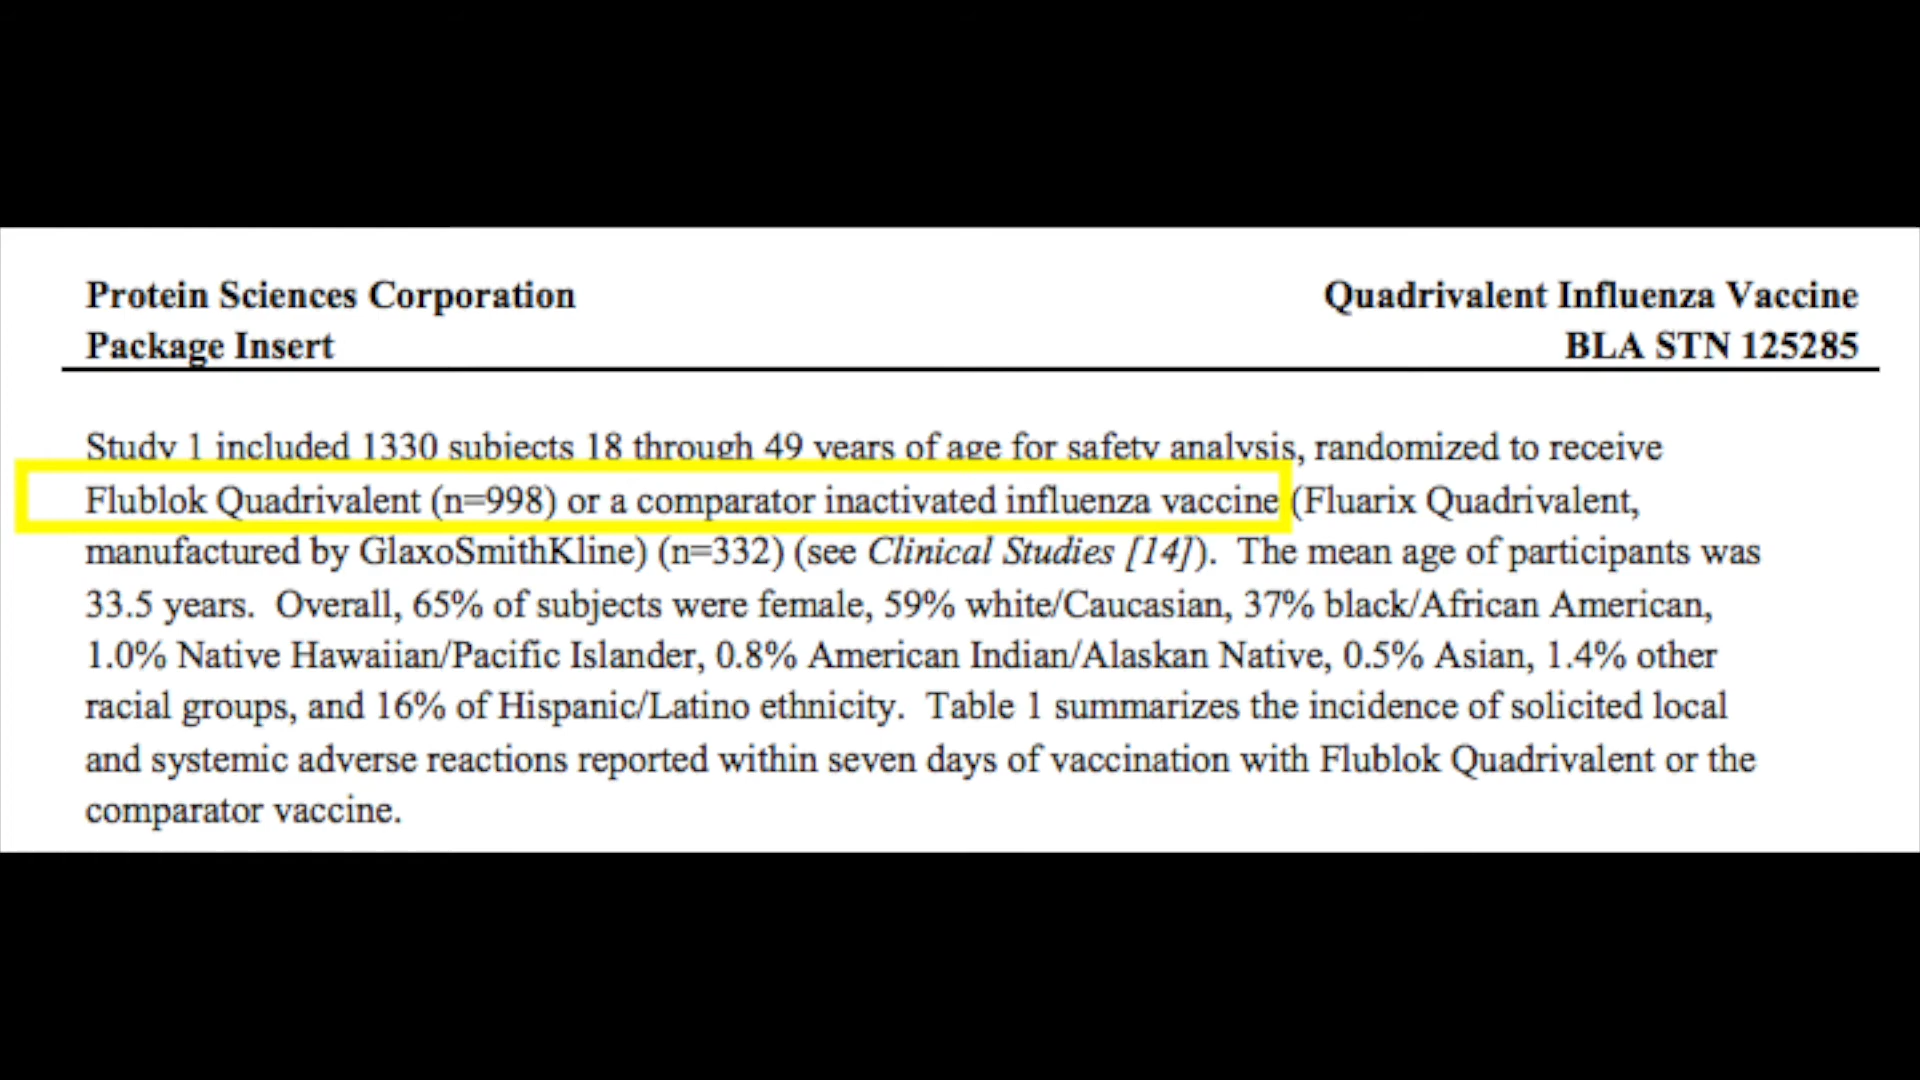 Protein Sciences Corporation
Quadrivalent Influenza Vaccine
Package Insert
BLA STN 125285
Study 1 included 1330 subjects 18 through 49 years of age for safety analysis, randomized to receive
Flublok Quadrivalent (n=998) or a comparator inactivated influenza vaccine (Fluarix Quadrivalent,
manufactured by GlaxoSmithKline) (n=332) (see Clinical Studies [14]). The mean age of participants was
33.5 years. Overall, 65% of subjects were female, 59% white/Caucasian, 37% black/African American,
1.0% Native Hawaiian/Pacific Islander, 0.8% American Indian/Alaskan Native, 0.5% Asian, 1.4% other
racial groups, and 16% of Hispanic/Latino ethnicity. Table 1 summarizes the incidence of solicited local
and systemic adverse reactions reported within seven days of vaccination with Flublok Quadrivalent or the
comparator vaccine.